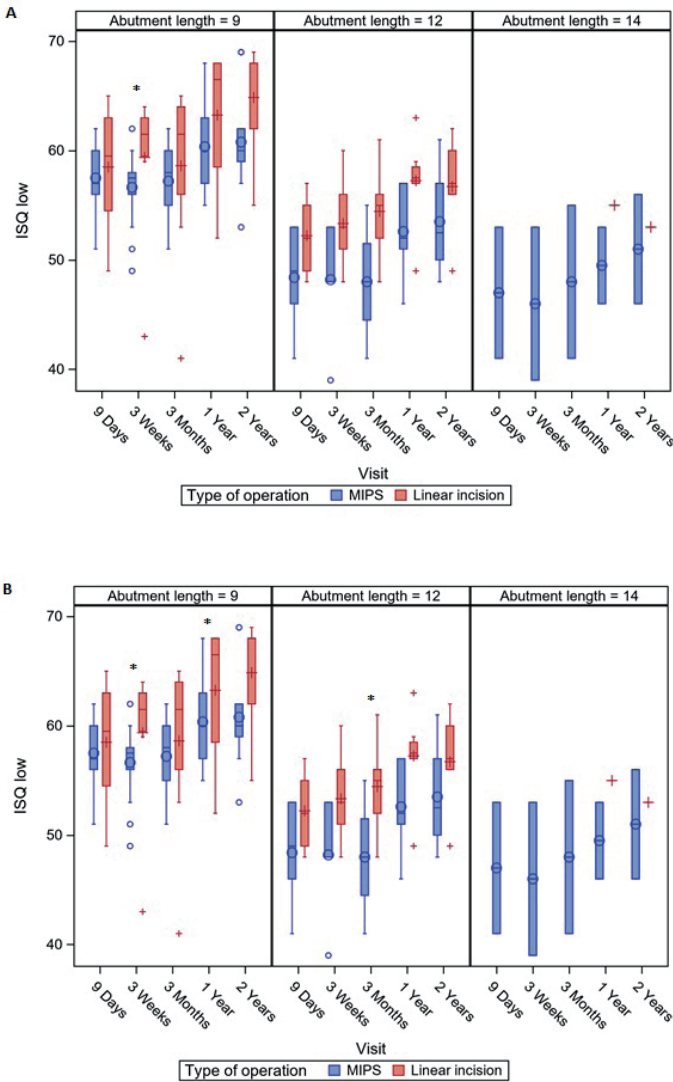 A
Abutment length = 9 Abutment length = 12 Abutment length = 14
70
60
50
40
ISQ low
*
9 Days 3 Weeks 3 Months 1 Year 2 Years 9 Days 3 Weeks 3 Months 1 Year 2 Years 9 Days 3 Weeks 3 Months 1 Year 2 Years
Visit
Type of operation MIPS Linear incision
B
Abutment length = 9 Abutment length = 12 Abutment length = 14
70
60
50
40
ISQ low
* * *
9 Days 3 Weeks 3 Months 1 Year 2 Years 9 Days 3 Weeks 3 Months 1 Year 2 Years 9 Days 3 Weeks 3 Months 1 Year 2 Years
Visit
Type of operation MIPS Linear incision